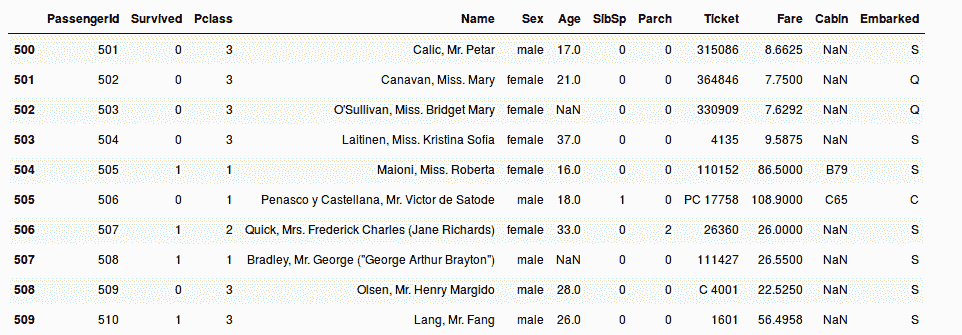 PassengerId Survived Pclass Name Sex Age SibSp Parch Ticket Fare Cabin Embarked
500 501 0 3 Calic, Mr. Petar male 17.0 0 0 315086 8.6625 NaN S
501 502 0 3 Canavan, Miss. Mary female 21.0 0 0 364846 7.7500 NaN Q
502 503 0 3 O'Sullivan, Miss. Bridget Mary female NaN 0 0 330909 7.6292 NaN Q
503 504 0 3 Laitinen, Miss. Kristina Sofia female 37.0 0 0 4135 9.5875 NaN S
504 505 1 1 Maioni, Miss. Roberta female 16.0 0 0 110152 86.5000 B79 S
505 506 0 1 Penasco y Castellana, Mr. Victor de Satode male 18.0 1 0 PC 17758 108.9000 C65 C
506 507 1 2 Quick, Mrs. Frederick Charles (Jane Richards) female 33.0 0 2 26360 26.0000 NaN S
507 508 1 1 Bradley, Mr. George ("George Arthur Brayton") male NaN 0 0 111427 26.5500 NaN S
508 509 0 3 Olsen, Mr. Henry Margido male 28.0 0 0 C 4001 22.5250 NaN S
509 510 1 3 Lang, Mr. Fang male 26.0 0 0 1601 56.4958 NaN S